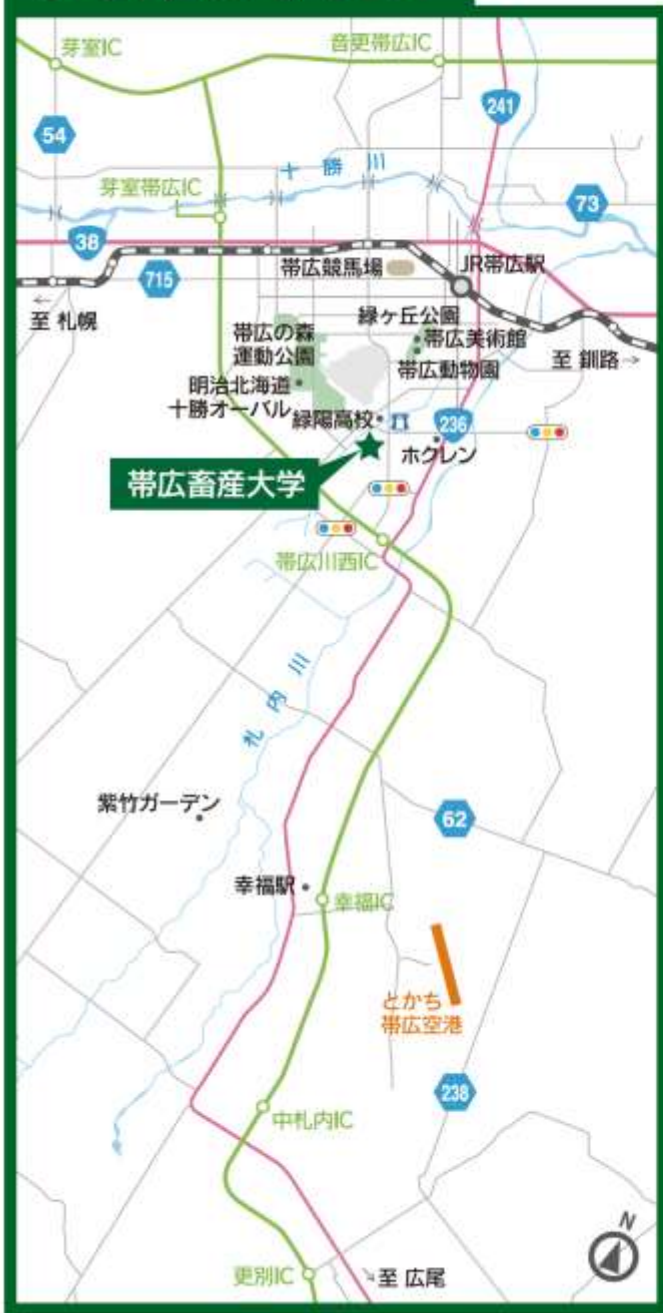 芽室IC
音更帯広IC
241
54
十勝川
芽室帯広IC
73
38
715
帯広競馬場
JR帯広駅
至 札幌
緑ヶ丘公園
帯広の森
運動公園
帯広美術館
帯広動物園
至 釧路
明治北海道
十勝オーバル
緑陽高校
236
ホクレン
帯広畜産大学
帯広川西IC
札内川
紫竹ガーデン
62
幸福駅
幸福IC
とかち
帯広空港
238
中札内IC
N
更別IC
至 広尾